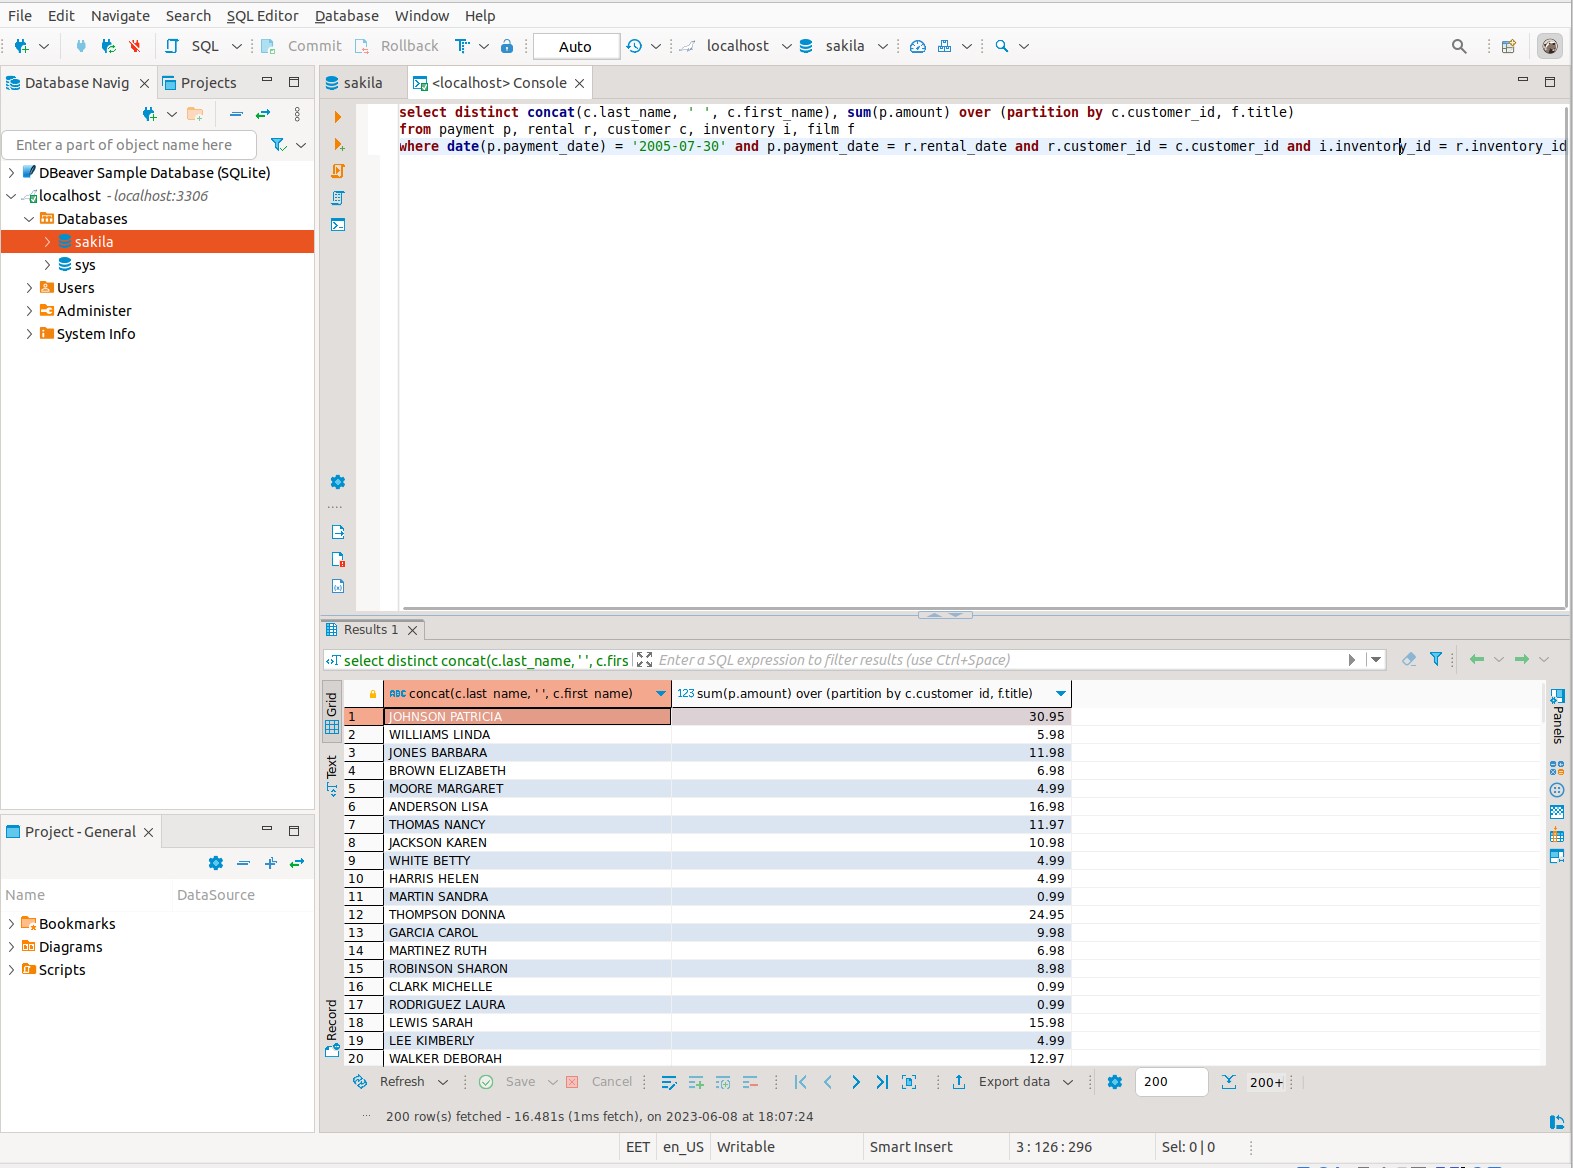 File Edit Navigate Search SQL Editor Database Window Help
SQL Commit Rollback Auto localhost sakila
Database Navig Projects
Enter a part of object name here
DBeaver Sample Database (SQLite)
localhost - localhost:3306
Databases
sakila
sys
Users
Administer
System Info
Project - General
Name DataSource
Bookmarks
Diagrams
Scripts
sakila <localhost> Console
select distinct concat(c.last_name, ' ', c.first_name), sum(p.amount) over (partition by c.customer_id, f.title)
from payment p, rental r, customer c, inventory i, film f
where date(p.payment_date) = '2005-07-30' and p.payment_date = r.rental_date and r.customer_id = c.customer_id and i.inventory_id = r.inventory_id
Results 1
select distinct concat(c.last_name, ' ', c.firs Enter a SQL expression to filter results (use Ctrl+Space)
Grid
Text
Record
Panels
ABC concat(c.last_name, ' ', c.first_name) 123 sum(p.amount) over (partition by c.customer_id, f.title)
1 JOHNSON PATRICIA 30.95
2 WILLIAMS LINDA 5.98
3 JONES BARBARA 11.98
4 BROWN ELIZABETH 6.98
5 MOORE MARGARET 4.99
6 ANDERSON LISA 16.98
7 THOMAS NANCY 11.97
8 JACKSON KAREN 10.98
9 WHITE BETTY 4.99
10 HARRIS HELEN 4.99
11 MARTIN SANDRA 0.99
12 THOMPSON DONNA 24.95
13 GARCIA CAROL 9.98
14 MARTINEZ RUTH 6.98
15 ROBINSON SHARON 8.98
16 CLARK MICHELLE 0.99
17 RODRIGUEZ LAURA 0.99
18 LEWIS SARAH 15.98
19 LEE KIMBERLY 4.99
20 WALKER DEBORAH 12.97
Refresh Save Cancel Export data 200 200+
200 row(s) fetched - 16.481s (1ms fetch), on 2023-06-08 at 18:07:24
EET en_US Writable Smart Insert 3 : 126 : 296 Sel: 0 | 0